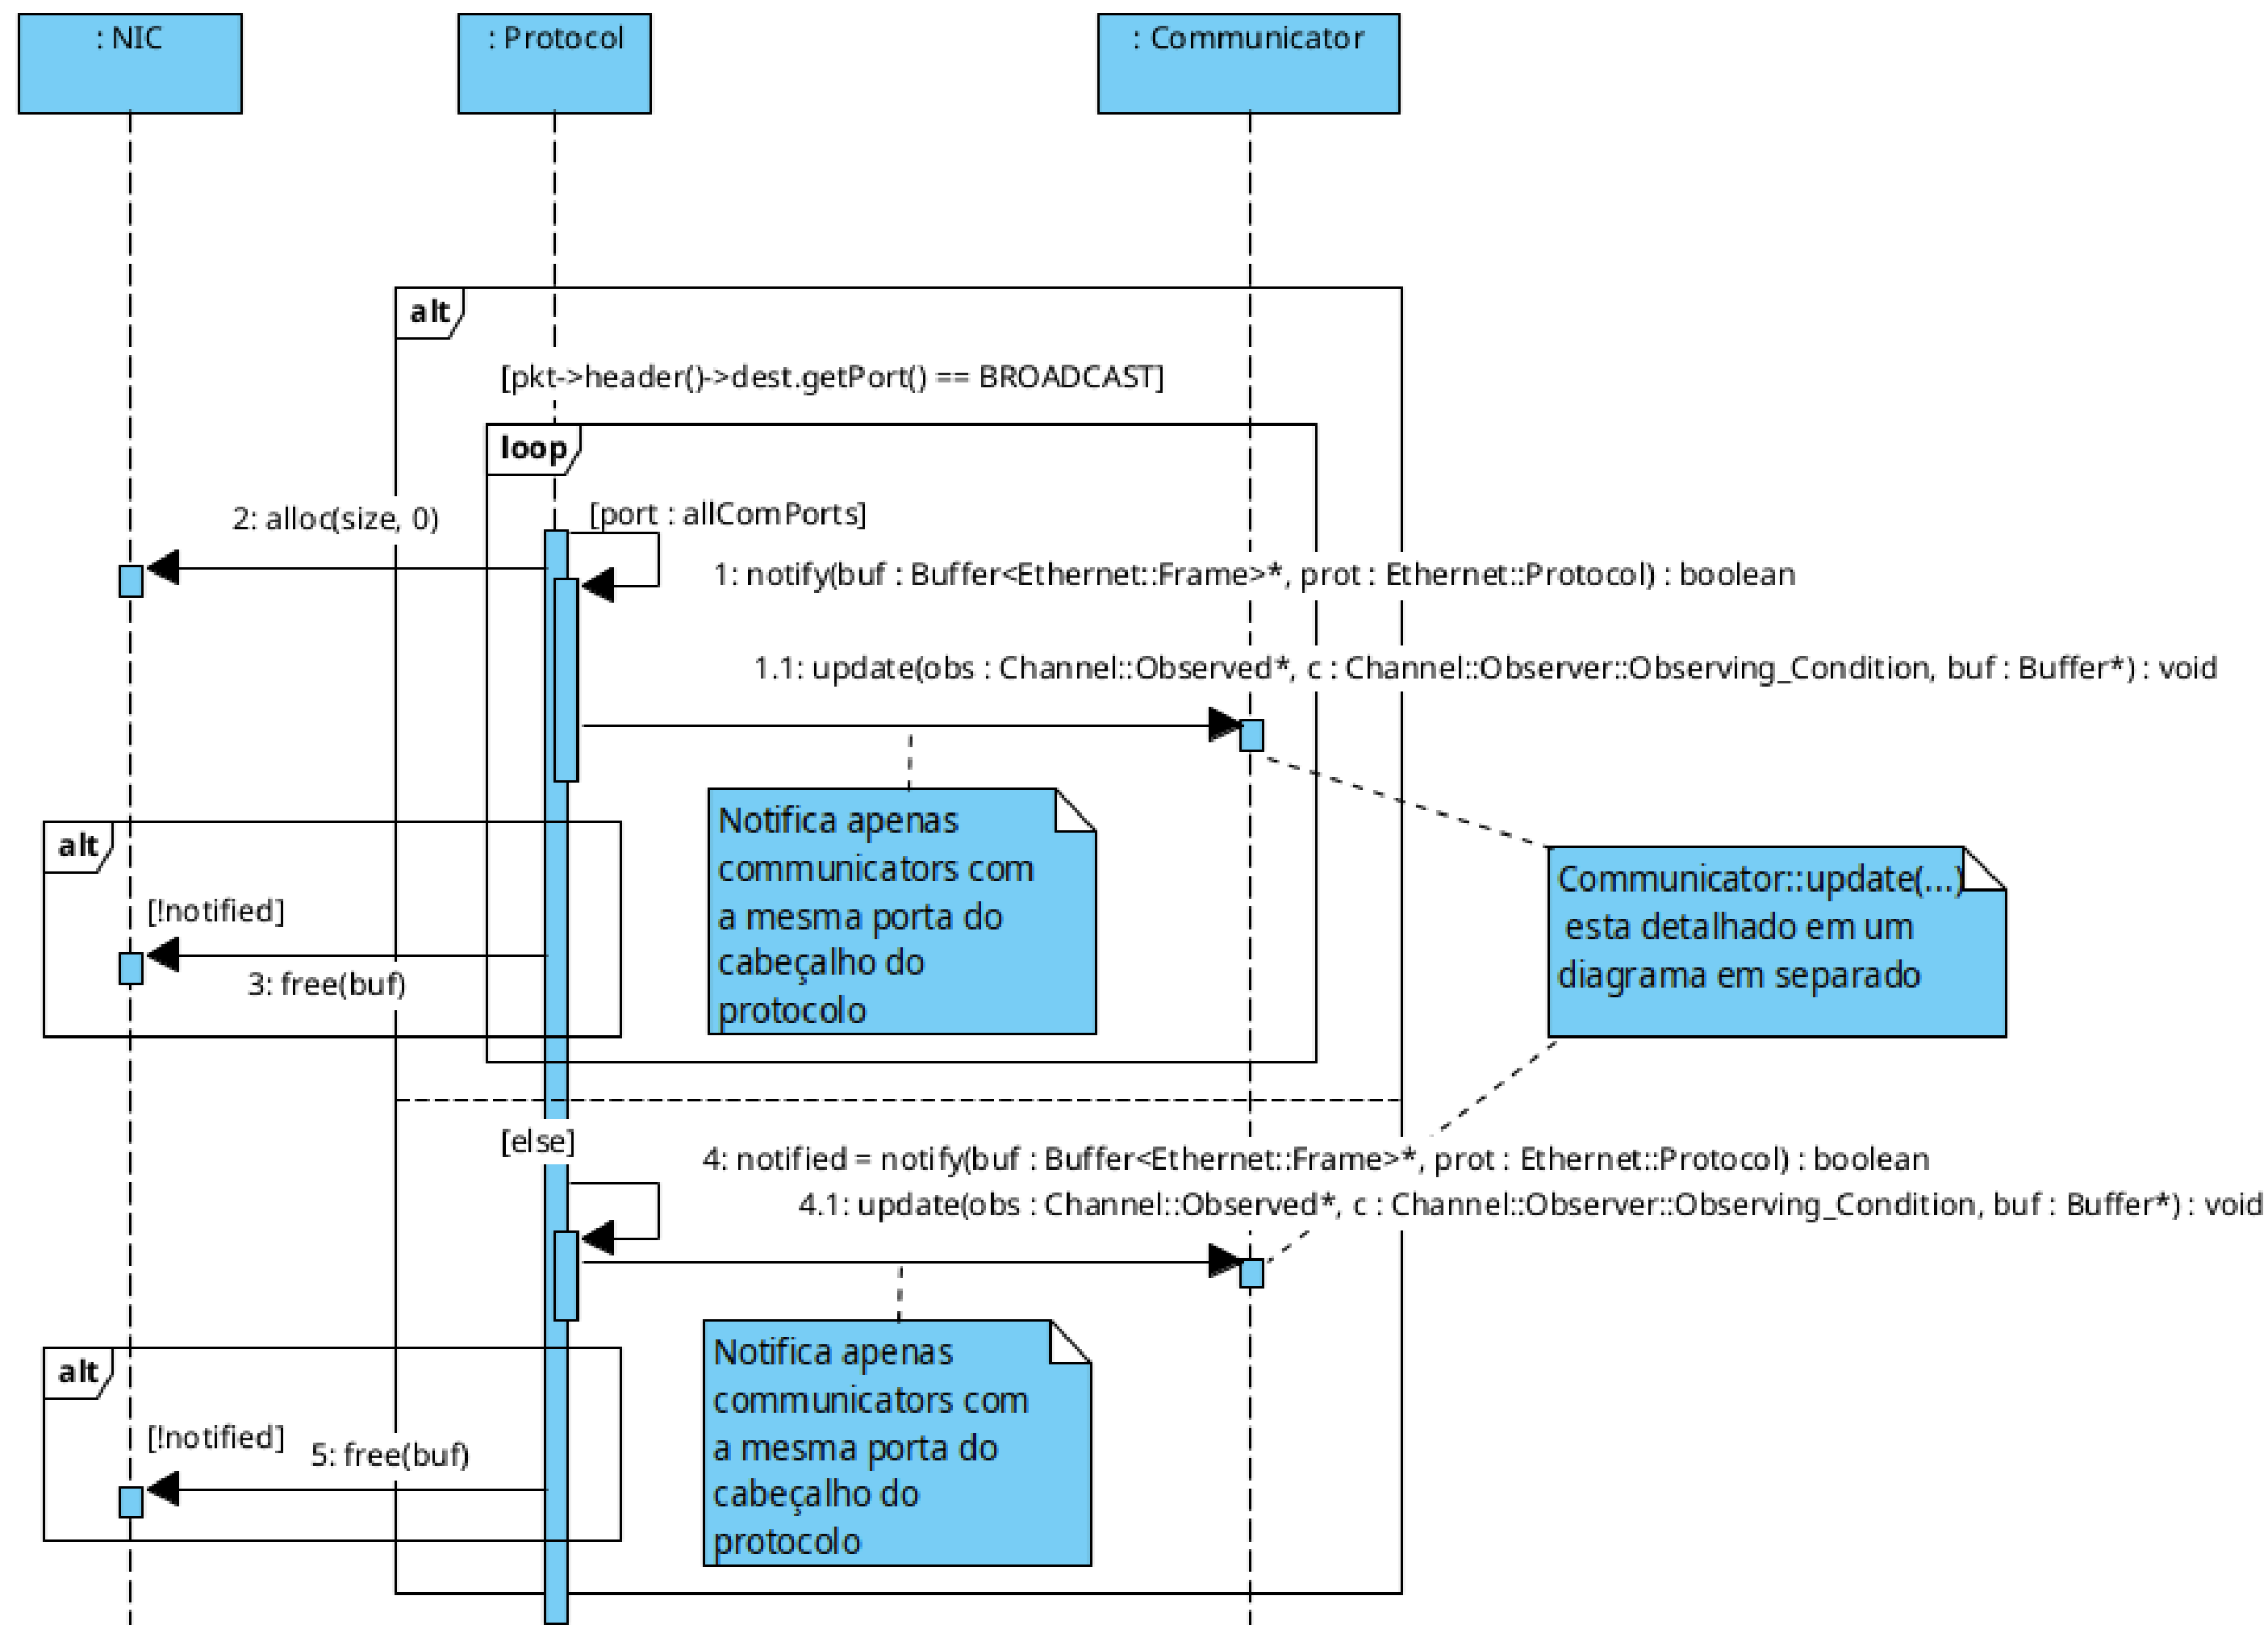 : NIC
: Protocol
: Communicator
alt
[pkt->header()->dest.getPort() == BROADCAST]
loop
[port : allComPorts]
2: alloc(size, 0)
1: notify(buf : Buffer<Ethernet::Frame>*, prot : Ethernet::Protocol) : boolean
1.1: update(obs : Channel::Observed*, c : Channel::Observer::Observing_Condition, buf : Buffer*) : void
Notifica apenas
communicators com
a mesma porta do
cabeçalho do
protocolo
alt
[!notified]
3: free(buf)
Communicator::update(...)
esta detalhado em um
diagrama em separado
[else]
4: notified = notify(buf : Buffer<Ethernet::Frame>*, prot : Ethernet::Protocol) : boolean
4.1: update(obs : Channel::Observed*, c : Channel::Observer::Observing_Condition, buf : Buffer*) : void
Notifica apenas
communicators com
a mesma porta do
cabeçalho do
protocolo
alt
[!notified]
5: free(buf)